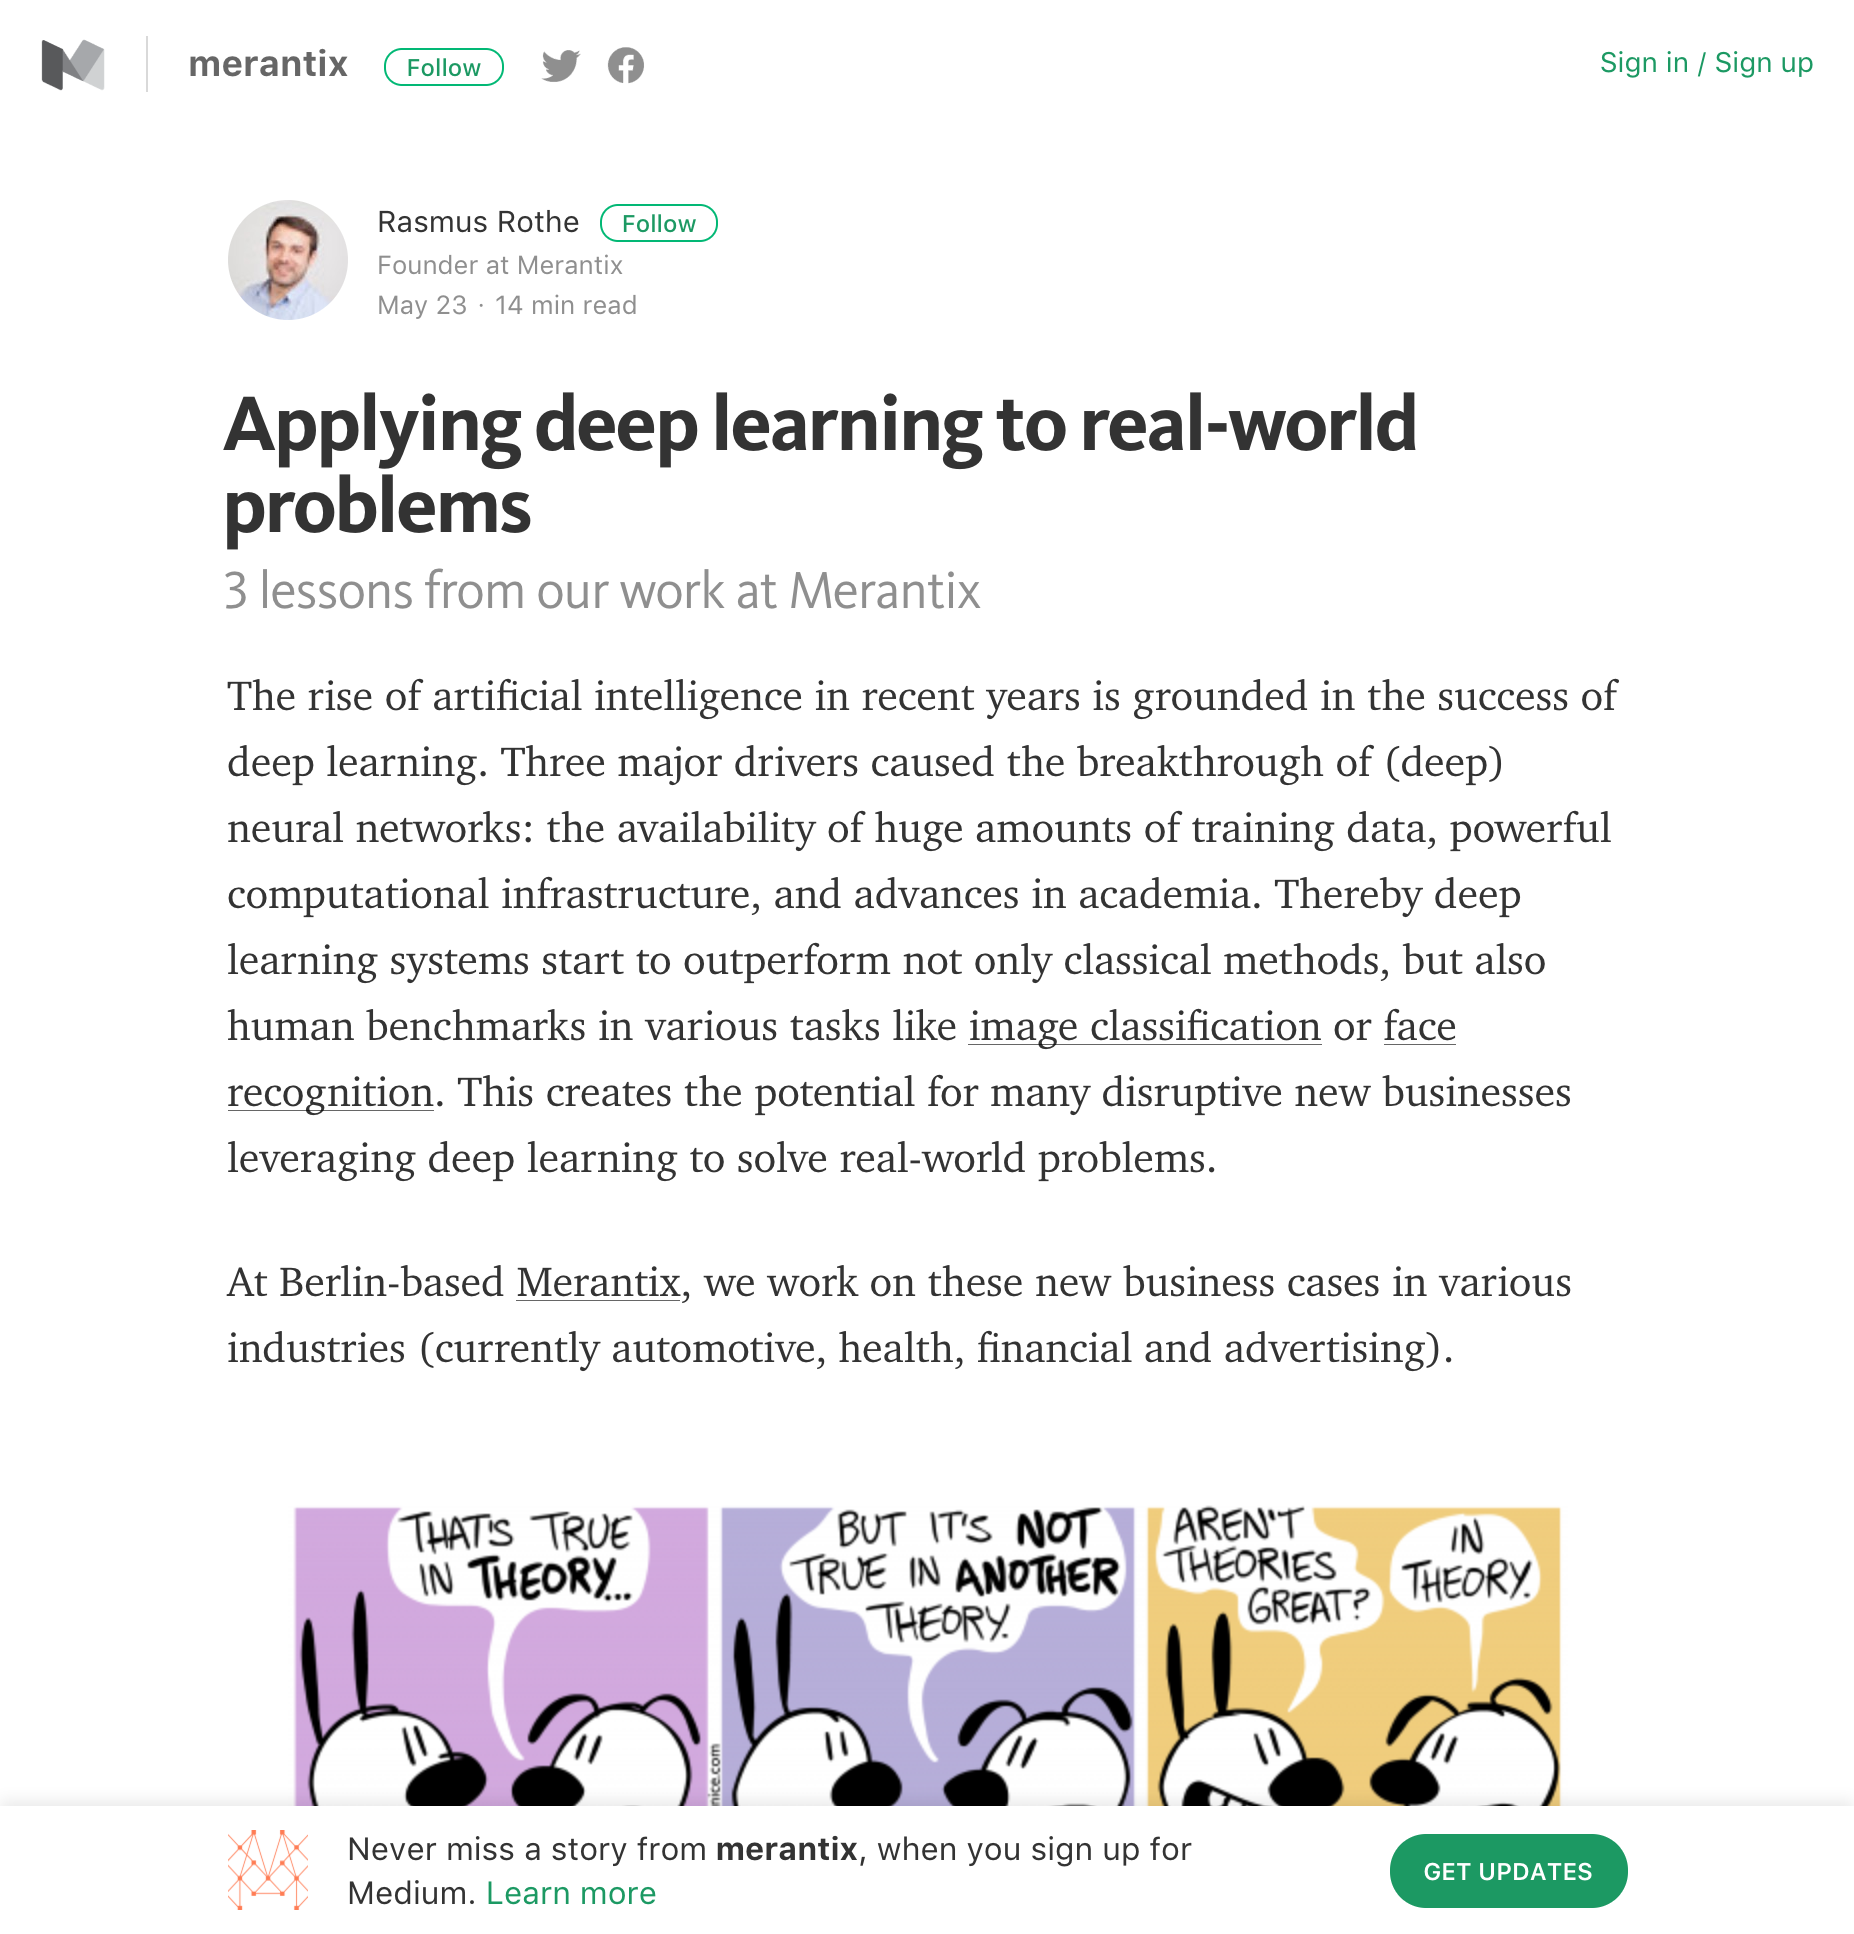 merantix Follow Sign in / Sign up
Rasmus Rothe Follow
Founder at Merantix
May 23 · 14 min read
Applying deep learning to real-world
problems
3 lessons from our work at Merantix
The rise of artificial intelligence in recent years is grounded in the success of
deep learning. Three major drivers caused the breakthrough of (deep)
neural networks: the availability of huge amounts of training data, powerful
computational infrastructure, and advances in academia. Thereby deep
learning systems start to outperform not only classical methods, but also
human benchmarks in various tasks like image classification or face
recognition. This creates the potential for many disruptive new businesses
leveraging deep learning to solve real-world problems.
At Berlin-based Merantix, we work on these new business cases in various
industries (currently automotive, health, financial and advertising).
THAT'S TRUE
IN THEORY...
BUT IT'S NOT
TRUE IN ANOTHER
THEORY.
AREN'T
THEORIES
GREAT?
IN
THEORY.
Never miss a story from merantix, when you sign up for
Medium. Learn more
GET UPDATES